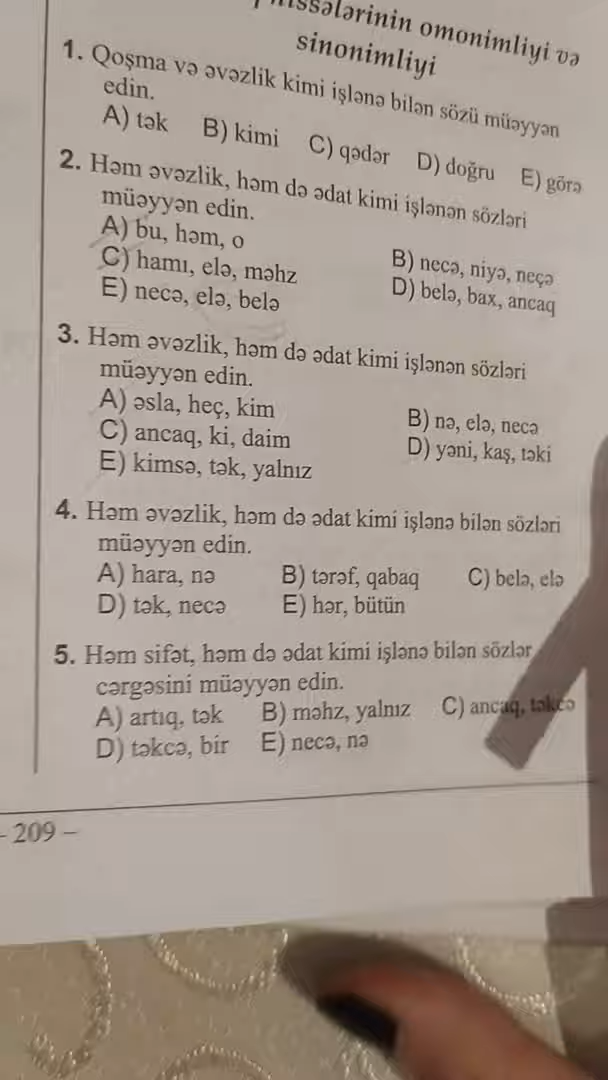 omonimliyi və
sinonimliyi
1. Qoşma və əvəzlik kimi işlənə bilən sözü müəyyən
edin.
A) tək B) kimi C) qədər D) doğru E) görə
2. Həm əvəzlik, həm də ədat kimi işlənən sözləri
müəyyən edin.
A) bu, həm, o B) necə, niyə, neçə
C) hamı, elə, məhz D) belə, bax, ancaq
E) necə, elə, belə
3. Həm əvəzlik, həm də ədat kimi işlənən sözləri
müəyyən edin.
A) əsla, heç, kim B) nə, elə, necə
C) ancaq, ki, daim D) yəni, kaş, təki
E) kimsə, tək, yalnız
4. Həm əvəzlik, həm də ədat kimi işlənə bilən sözləri
müəyyən edin.
A) hara, nə B) tərəf, qabaq C) belə, elə
D) tək, necə E) hər, bütün
5. Həm sifət, həm də ədat kimi işlənə bilən sözlər
cərgəsini müəyyən edin.
A) artıq, tək B) məhz, yalnız C) ancaq, təkcə
D) təkcə, bir E) necə, nə
– 209 –